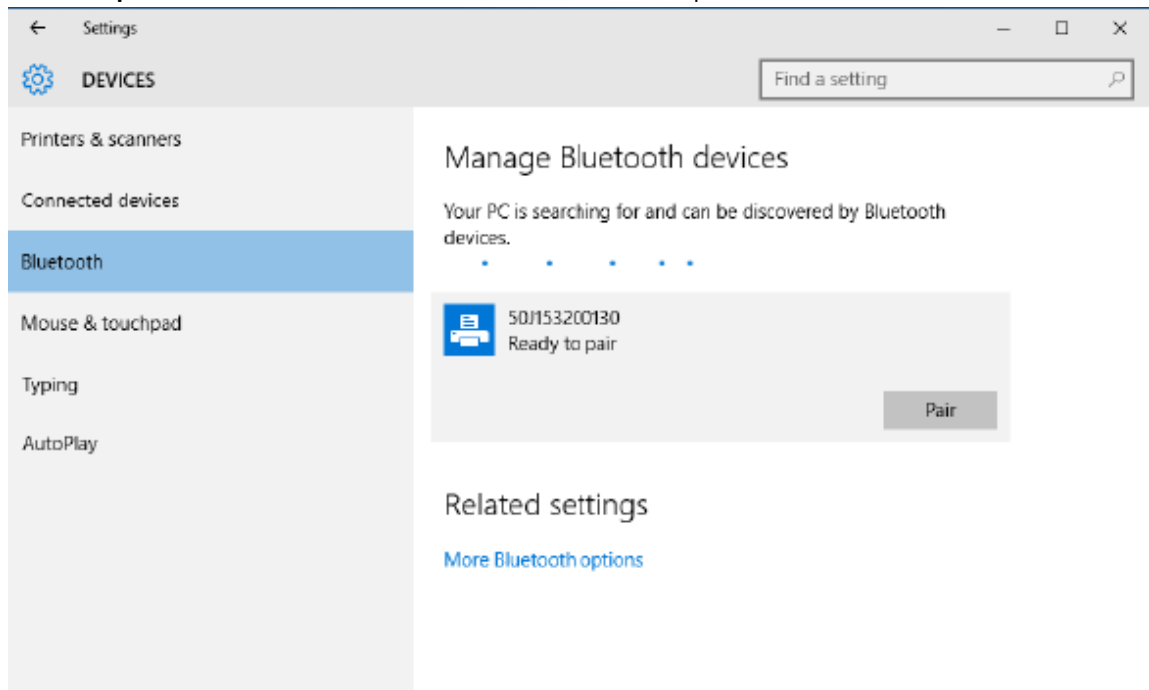 Settings
DEVICES
Find a setting
Printers & scanners
Connected devices
Bluetooth
Mouse & touchpad
Typing
AutoPlay
Manage Bluetooth devices
Your PC is searching for and can be discovered by Bluetooth
devices.
50J153200130
Ready to pair
Pair
Related settings
More Bluetooth options